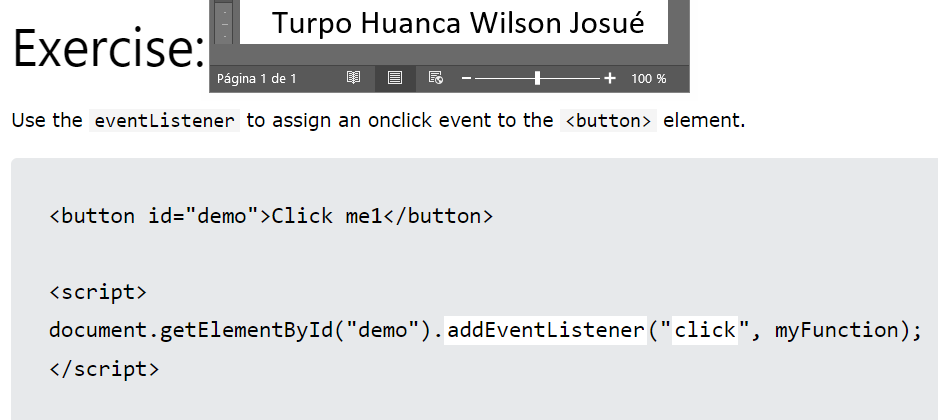 Turpo Huanca Wilson Josué
Exercise:
Página 1 de 1 100 %
Use the eventListener to assign an onclick event to the <button> element.
<button id="demo">Click me1</button>
<script>
document.getElementById("demo").addEventListener("click", myFunction);
</script>